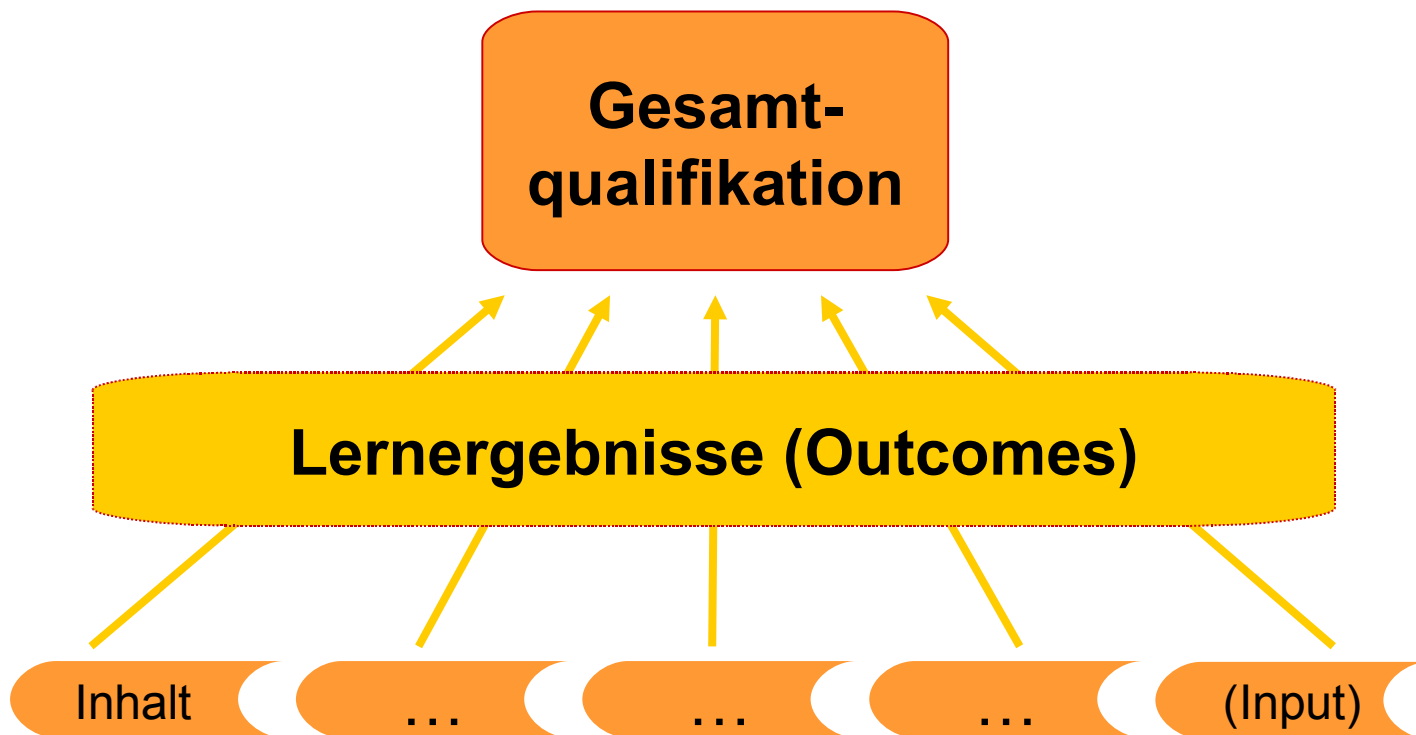 Gesamt-
qualifikation
Lernergebnisse (Outcomes)
Inhalt … … … (Input)